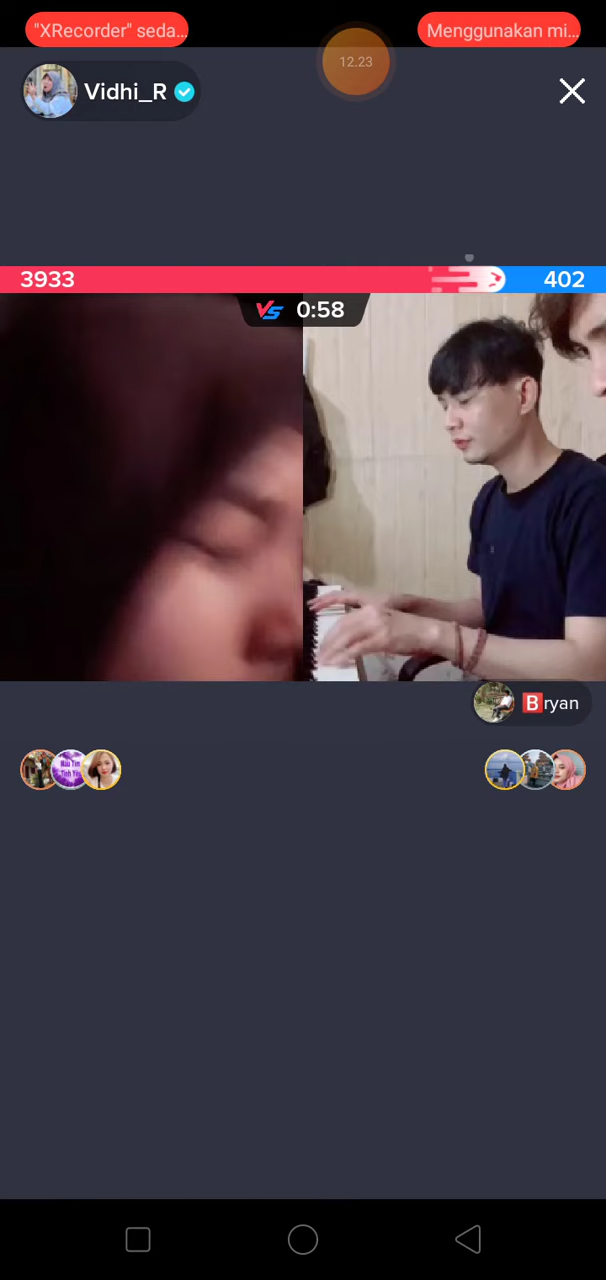 "XRecorder" seda...
Menggunakan mi...
12.23
Vidhi_R
3933
402
VS 0:58
Bryan